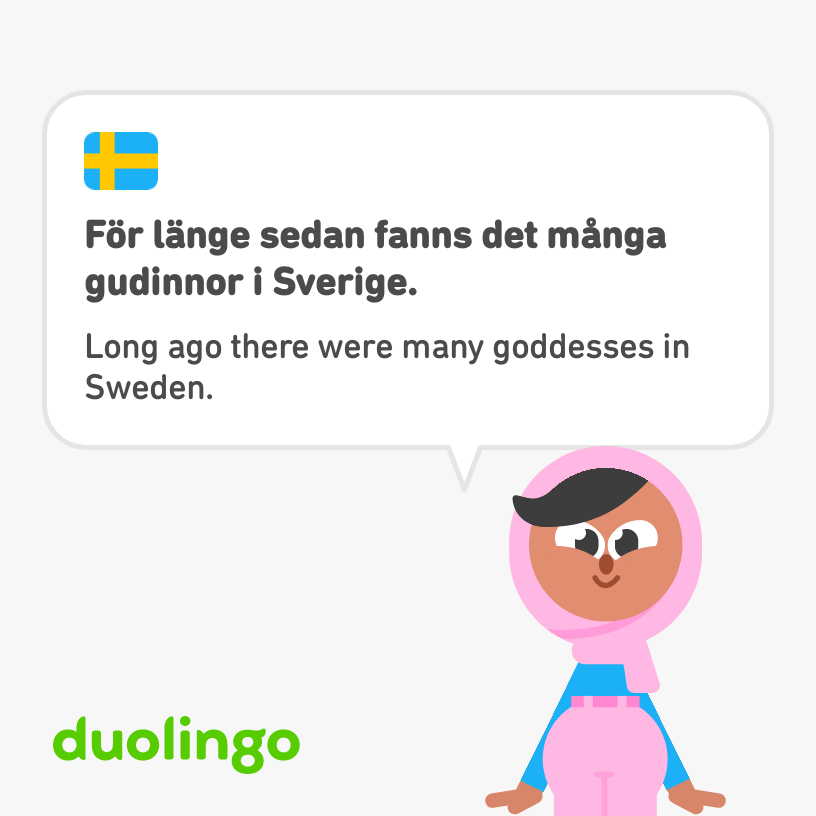 För länge sedan fanns det många
gudinnor i Sverige.
Long ago there were many goddesses in
Sweden.
duolingo